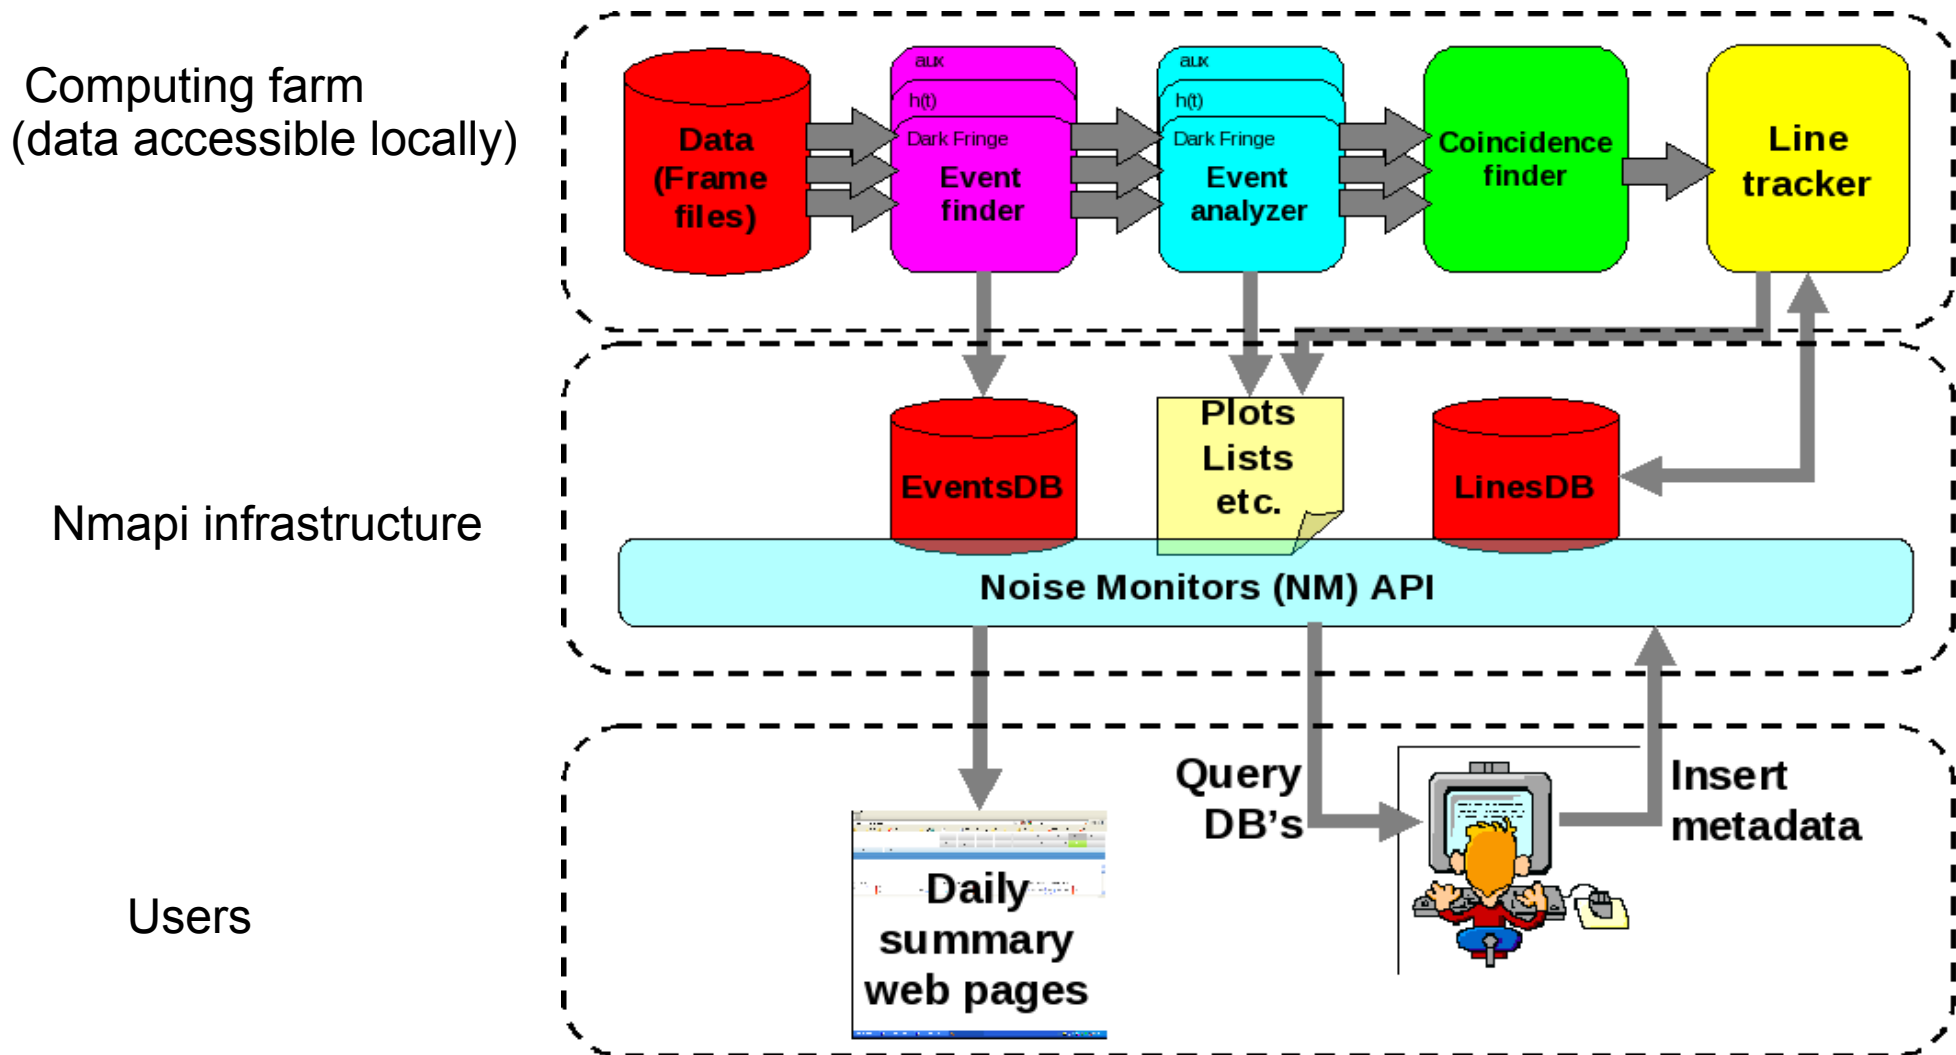 Computing farm
(data accessible locally)
Data
(Frame
files)
aux
h(t)
Dark Fringe
Event
finder
aux
h(t)
Dark Fringe
Event
analyzer
Coincidence
finder
Line
tracker
Nmapi infrastructure
EventsDB
Plots
Lists
etc.
LinesDB
Noise Monitors (NM) API
Users
Daily
summary
web pages
Query
DB’s
Insert
metadata